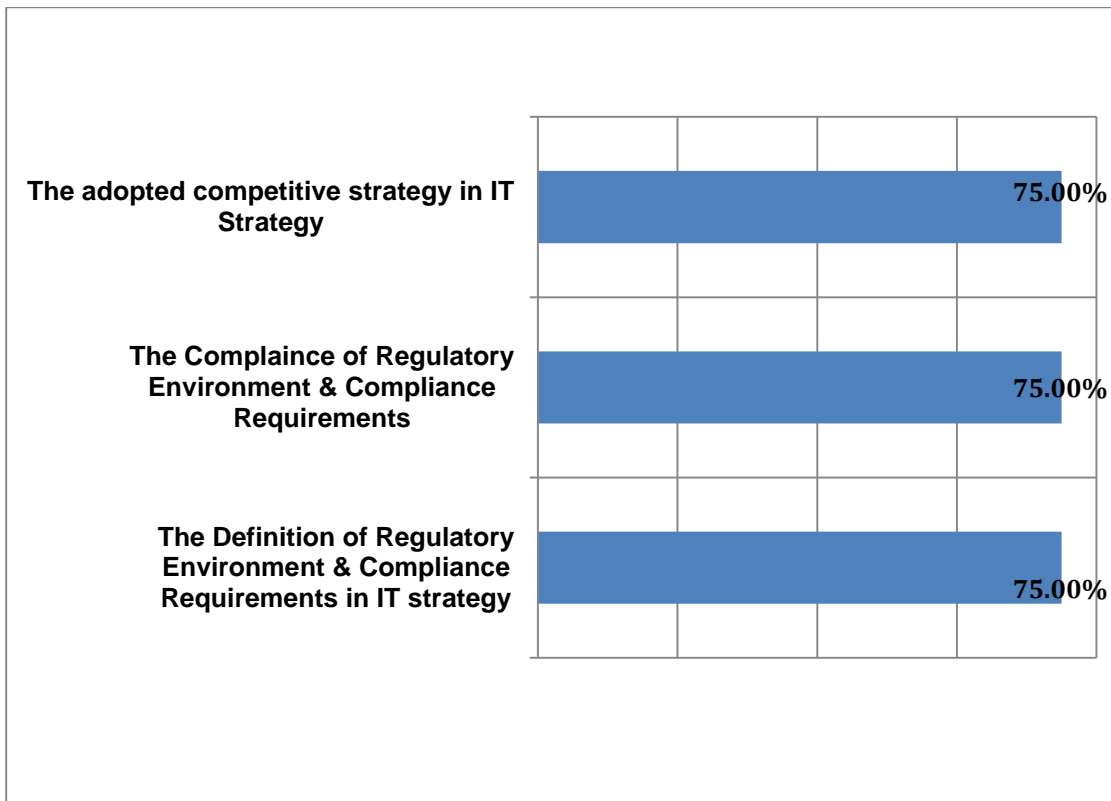 The adopted competitive strategy in IT
Strategy
75.00%
The Complaince of Regulatory
Environment & Compliance
Requirements
75.00%
The Definition of Regulatory
Environment & Compliance
Requirements in IT strategy
75.00%